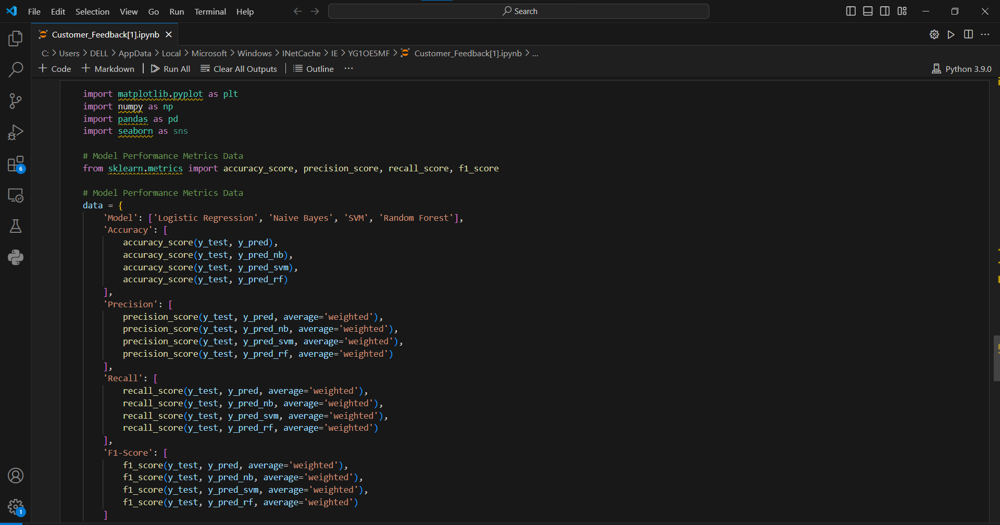 File Edit Selection View Go Run Terminal Help Search
Customer_Feedback[1].ipynb
C: > Users > DELL > AppData > Local > Microsoft > Windows > INetCache > IE > YG1OE5MF > Customer_Feedback[1].ipynb > ...
+ Code + Markdown | Run All Clear All Outputs | Outline ... Python 3.9.0
import matplotlib.pyplot as plt
import numpy as np
import pandas as pd
import seaborn as sns
# Model Performance Metrics Data
from sklearn.metrics import accuracy_score, precision_score, recall_score, f1_score
# Model Performance Metrics Data
data = {
    'Model': ['Logistic Regression', 'Naive Bayes', 'SVM', 'Random Forest'],
    'Accuracy': [
        accuracy_score(y_test, y_pred),
        accuracy_score(y_test, y_pred_nb),
        accuracy_score(y_test, y_pred_svm),
        accuracy_score(y_test, y_pred_rf)
    ],
    'Precision': [
        precision_score(y_test, y_pred, average='weighted'),
        precision_score(y_test, y_pred_nb, average='weighted'),
        precision_score(y_test, y_pred_svm, average='weighted'),
        precision_score(y_test, y_pred_rf, average='weighted')
    ],
    'Recall': [
        recall_score(y_test, y_pred, average='weighted'),
        recall_score(y_test, y_pred_nb, average='weighted'),
        recall_score(y_test, y_pred_svm, average='weighted'),
        recall_score(y_test, y_pred_rf, average='weighted')
    ],
    'F1-Score': [
        f1_score(y_test, y_pred, average='weighted'),
        f1_score(y_test, y_pred_nb, average='weighted'),
        f1_score(y_test, y_pred_svm, average='weighted'),
        f1_score(y_test, y_pred_rf, average='weighted')
    ]
6
1